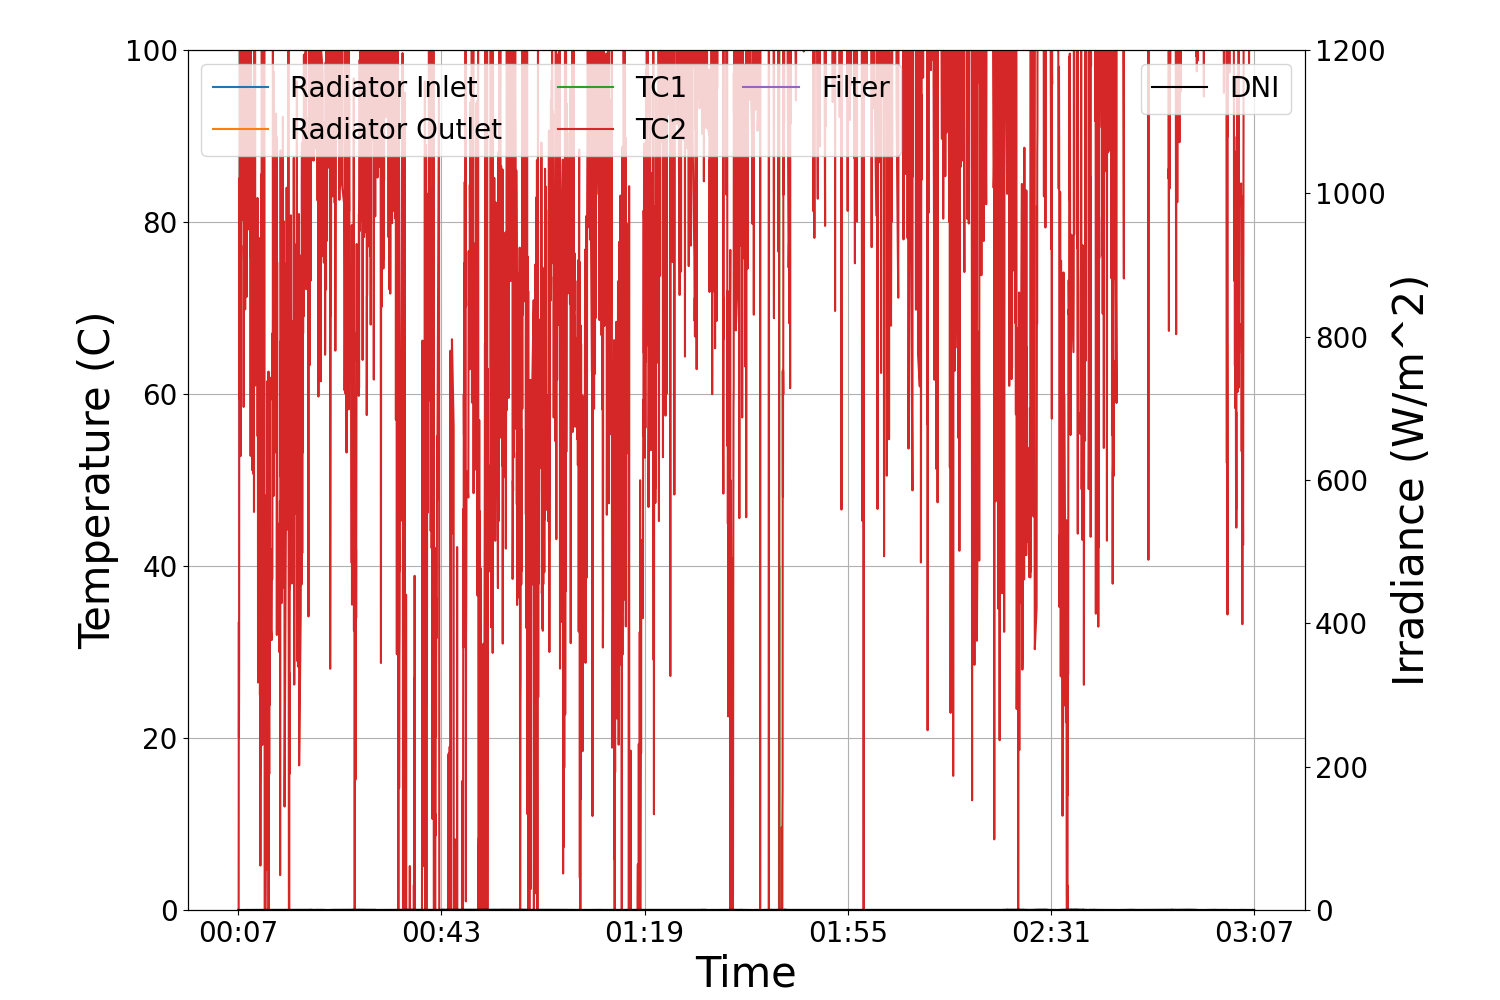 Radiator Inlet
Radiator Outlet
TC1
TC2
Filter
DNI
Temperature (C)
100
80
60
40
20
0
Irradiance (W/m^2)
1200
1000
800
600
400
200
0
00:07 00:43 01:19 01:55 02:31 03:07
Time